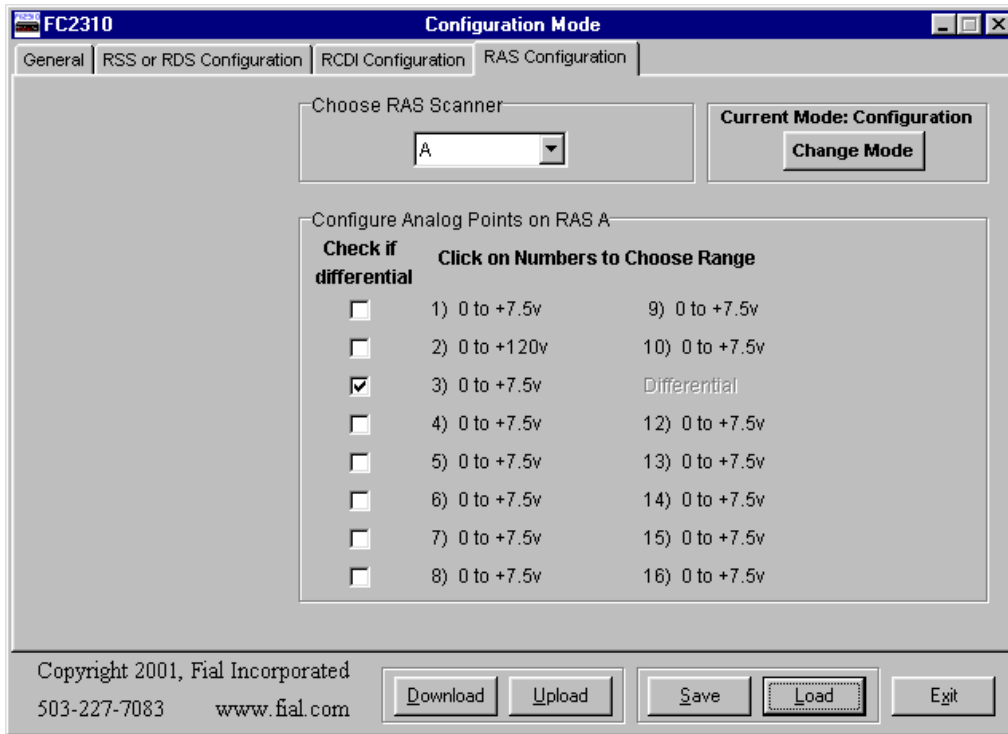 FC2310 Configuration Mode
General RSS or RDS Configuration RCDI Configuration RAS Configuration
Choose RAS Scanner
A
Current Mode: Configuration
Change Mode
Configure Analog Points on RAS A
Check if differential
Click on Numbers to Choose Range
1) 0 to +7.5v 9) 0 to +7.5v
2) 0 to +120v 10) 0 to +7.5v
3) 0 to +7.5v Differential
4) 0 to +7.5v 12) 0 to +7.5v
5) 0 to +7.5v 13) 0 to +7.5v
6) 0 to +7.5v 14) 0 to +7.5v
7) 0 to +7.5v 15) 0 to +7.5v
8) 0 to +7.5v 16) 0 to +7.5v
Copyright 2001, Fial Incorporated
503-227-7083 www.fial.com
Download Upload Save Load Exit